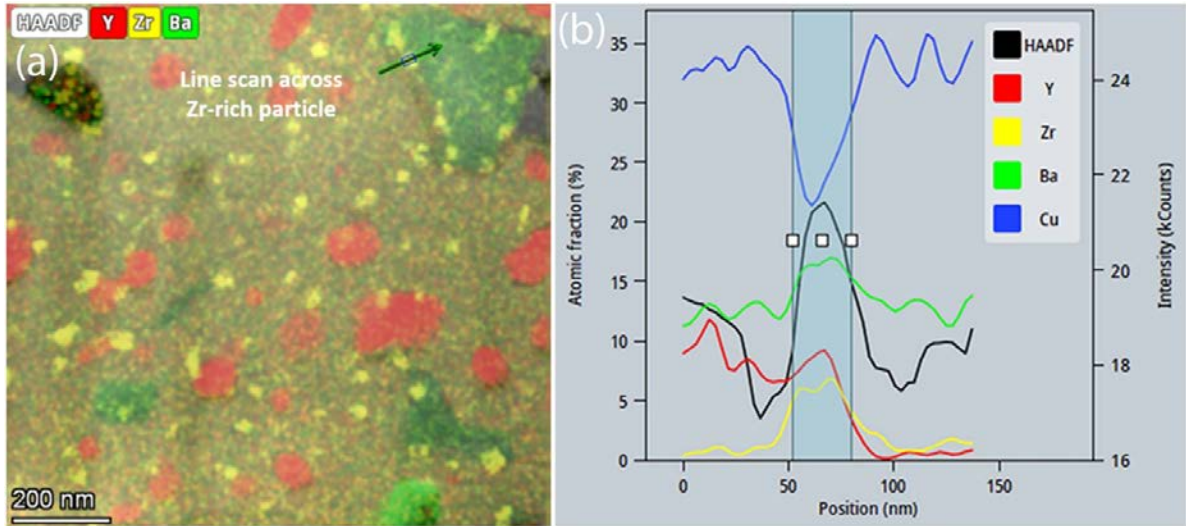 HAADF Y Zr Ba
(a)
Line scan across
Zr-rich particle
200 nm
(b)
35
30
25
20
15
10
5
0
Atomic fraction (%)
0 50 100 150
Position (nm)
24
22
20
18
16
Intensity (kCounts)
HAADF
Y
Zr
Ba
Cu